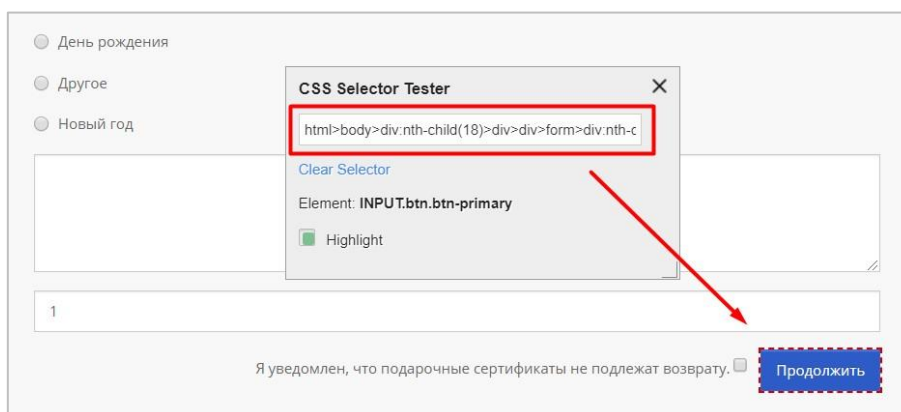 День рождения
Другое
Новый год
CSS Selector Tester
html>body>div:nth-child(18)>div>div>form>div:nth-c
Clear Selector
Element: INPUT.btn.btn-primary
Highlight
1
Я уведомлен, что подарочные сертификаты не подлежат возврату.
Продолжить